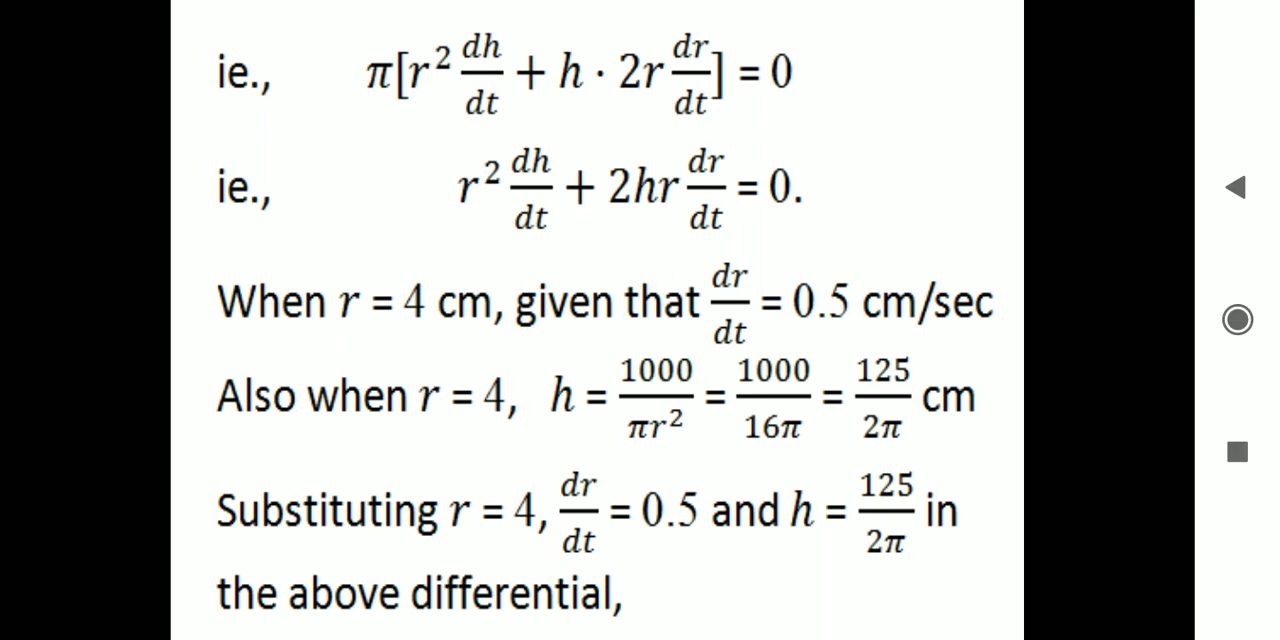 ie., π[r² dh/dt + h · 2r dr/dt] = 0
ie., r² dh/dt + 2hr dr/dt = 0.
When r = 4 cm, given that dr/dt = 0.5 cm/sec
Also when r = 4, h = 1000/πr² = 1000/16π = 125/2π cm
Substituting r = 4, dr/dt = 0.5 and h = 125/2π in
the above differential,